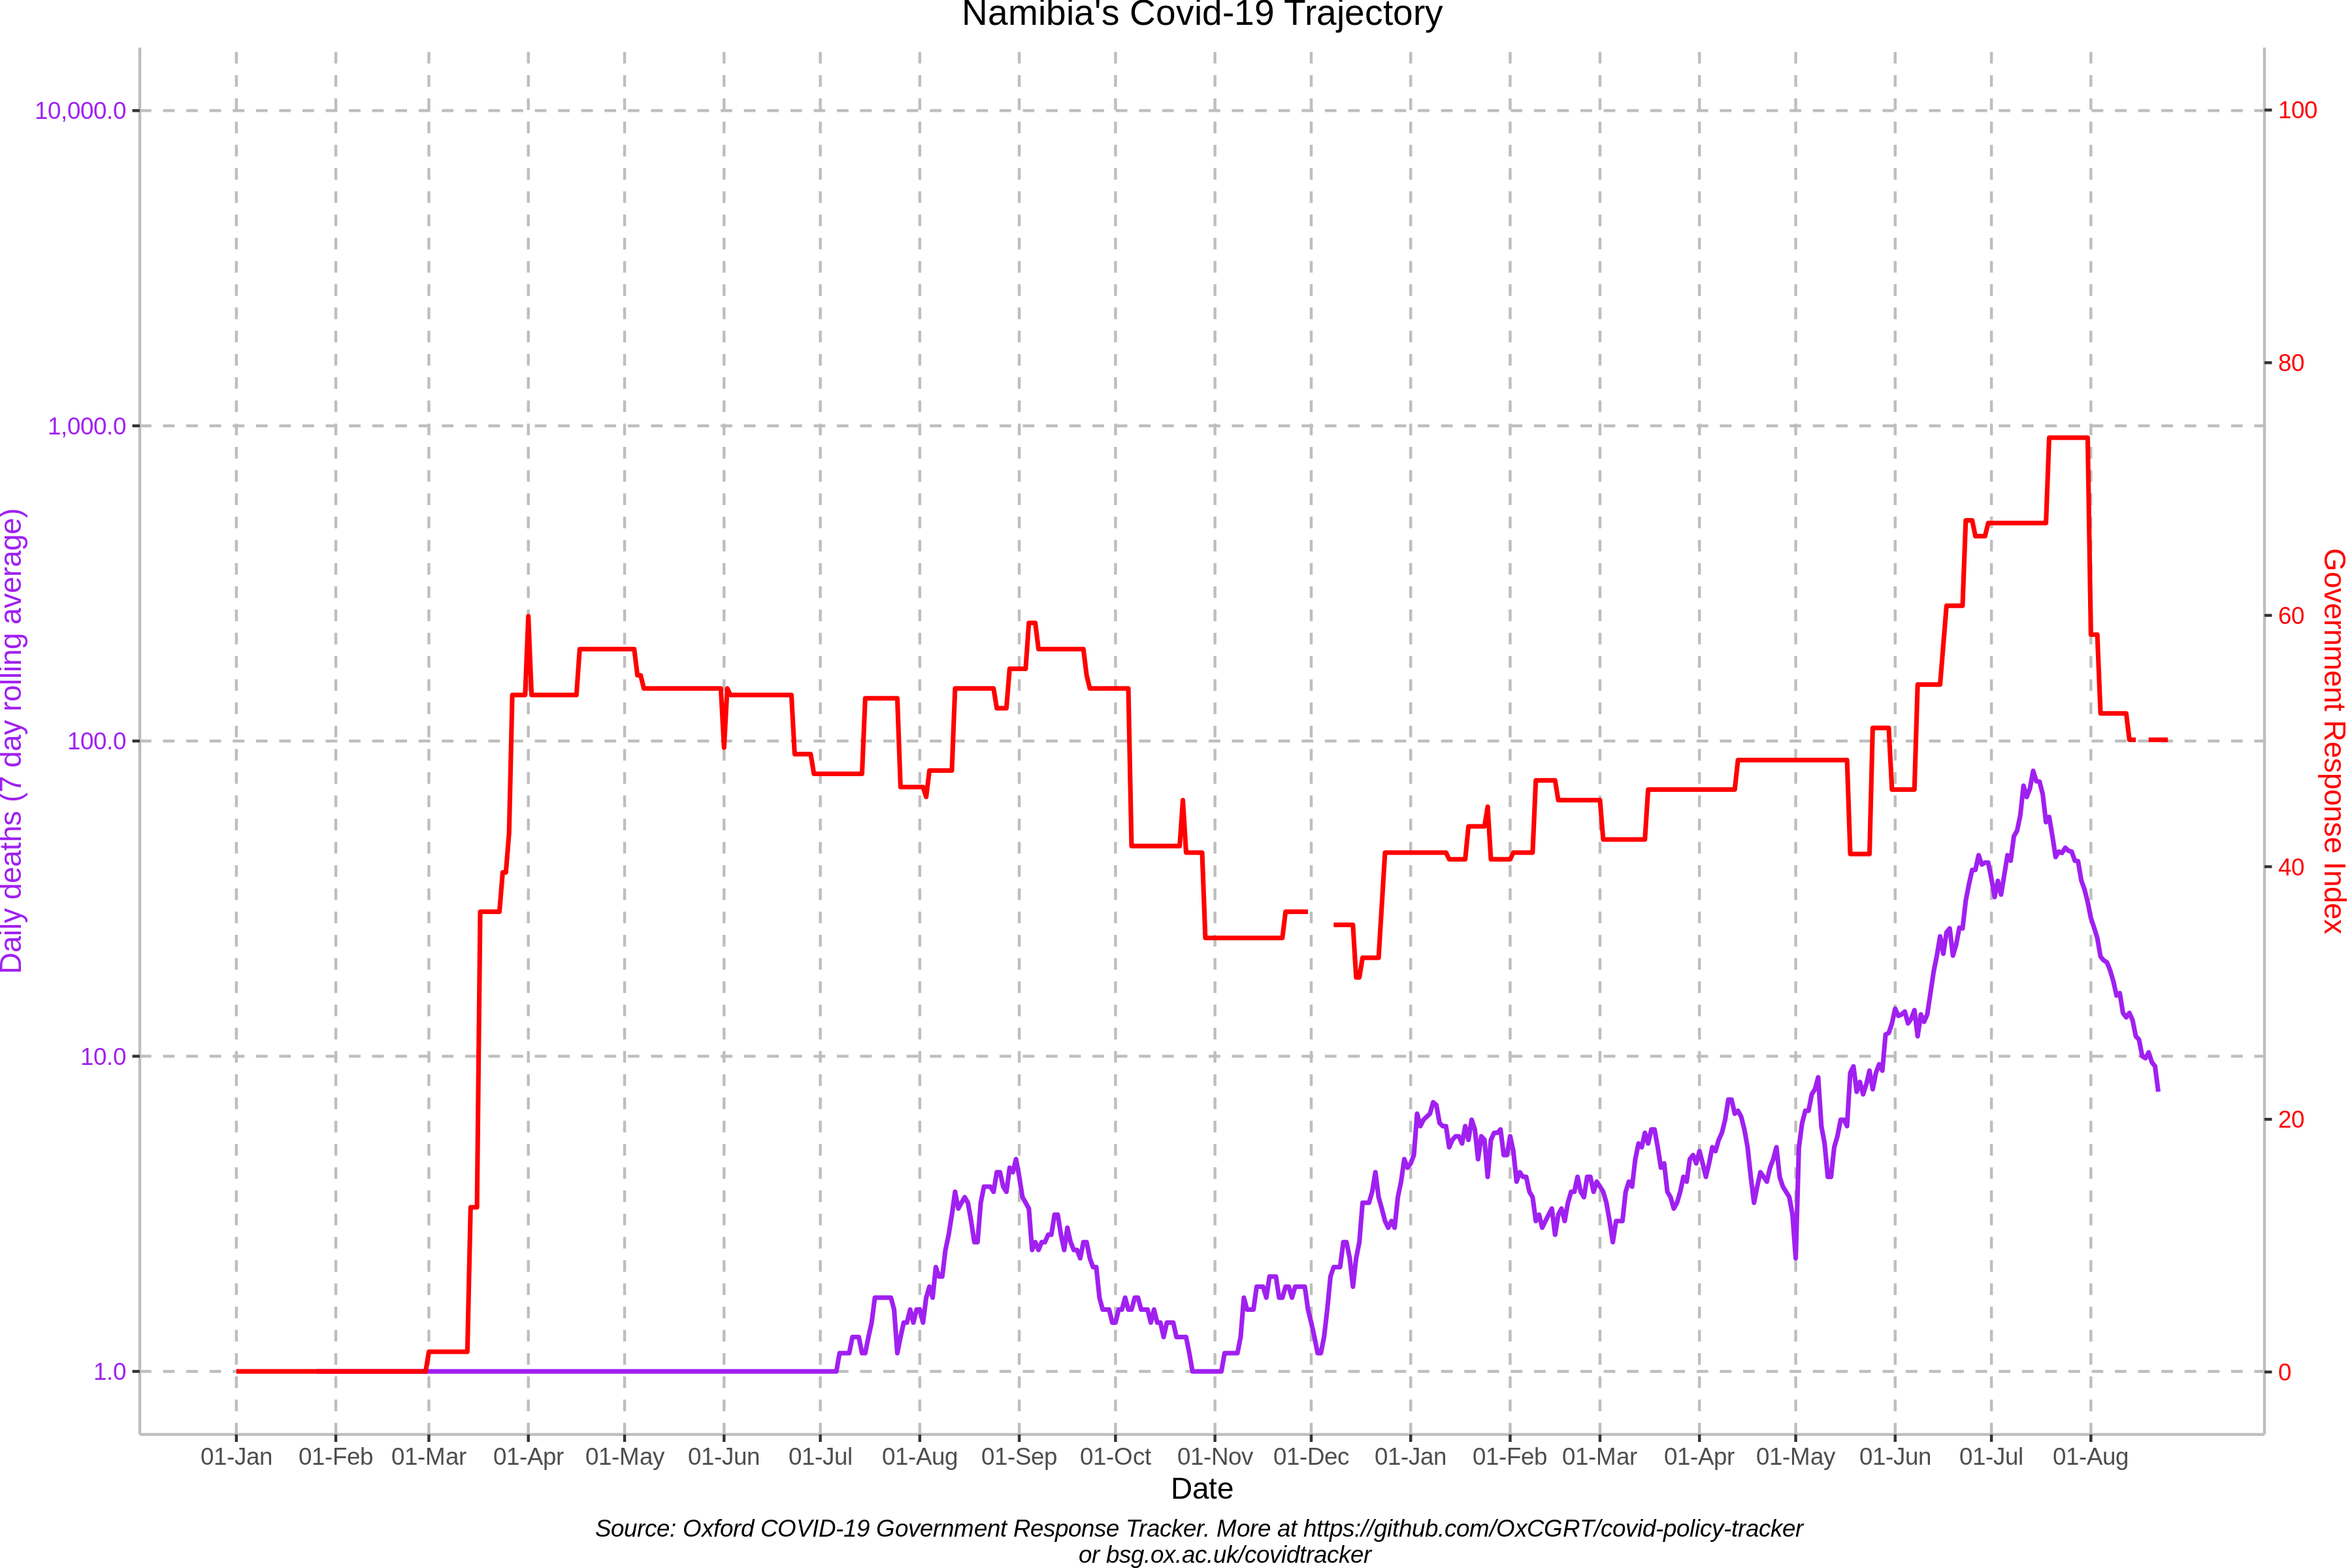 Namibia's Covid-19 Trajectory
10,000.0
1,000.0
100.0
10.0
1.0
Daily deaths (7 day rolling average)
100
80
60
40
20
0
Government Response Index
01-Jan 01-Feb 01-Mar 01-Apr 01-May 01-Jun 01-Jul 01-Aug 01-Sep 01-Oct 01-Nov 01-Dec 01-Jan 01-Feb 01-Mar 01-Apr 01-May 01-Jun 01-Jul 01-Aug
Date
Source: Oxford COVID-19 Government Response Tracker. More at https://github.com/OxCGRT/covid-policy-tracker
or bsg.ox.ac.uk/covidtracker